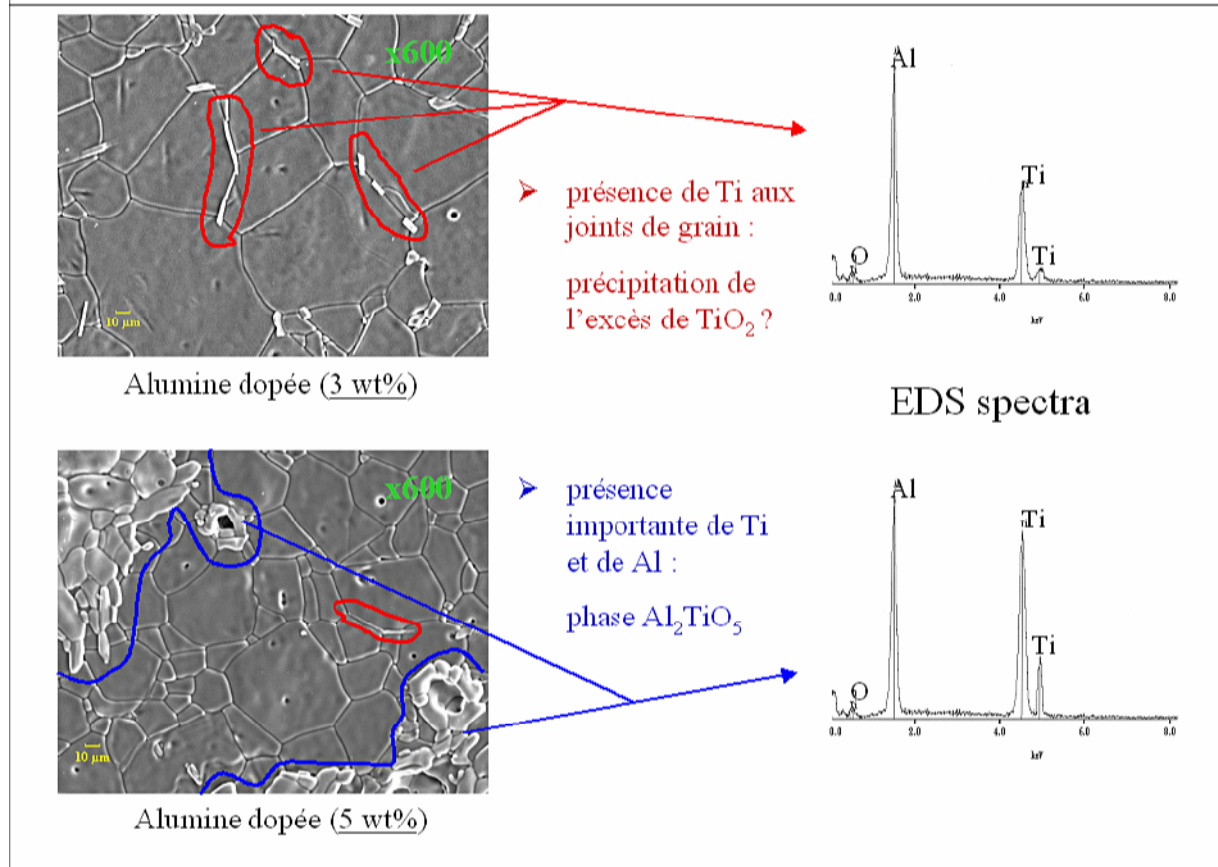 x600
10 μm
Alumine dopée (3 wt%)
➢ présence de Ti aux
joints de grain :
précipitation de
l'excès de TiO₂ ?
Al
Ti
Ti
O
0.0 2.0 4.0 6.0 8.0
keV
EDS spectra
x600
10 μm
Alumine dopée (5 wt%)
➢ présence
importante de Ti
et de Al :
phase Al₂TiO₅
Al
Ti
Ti
O
0.0 2.0 4.0 6.0 8.0
keV